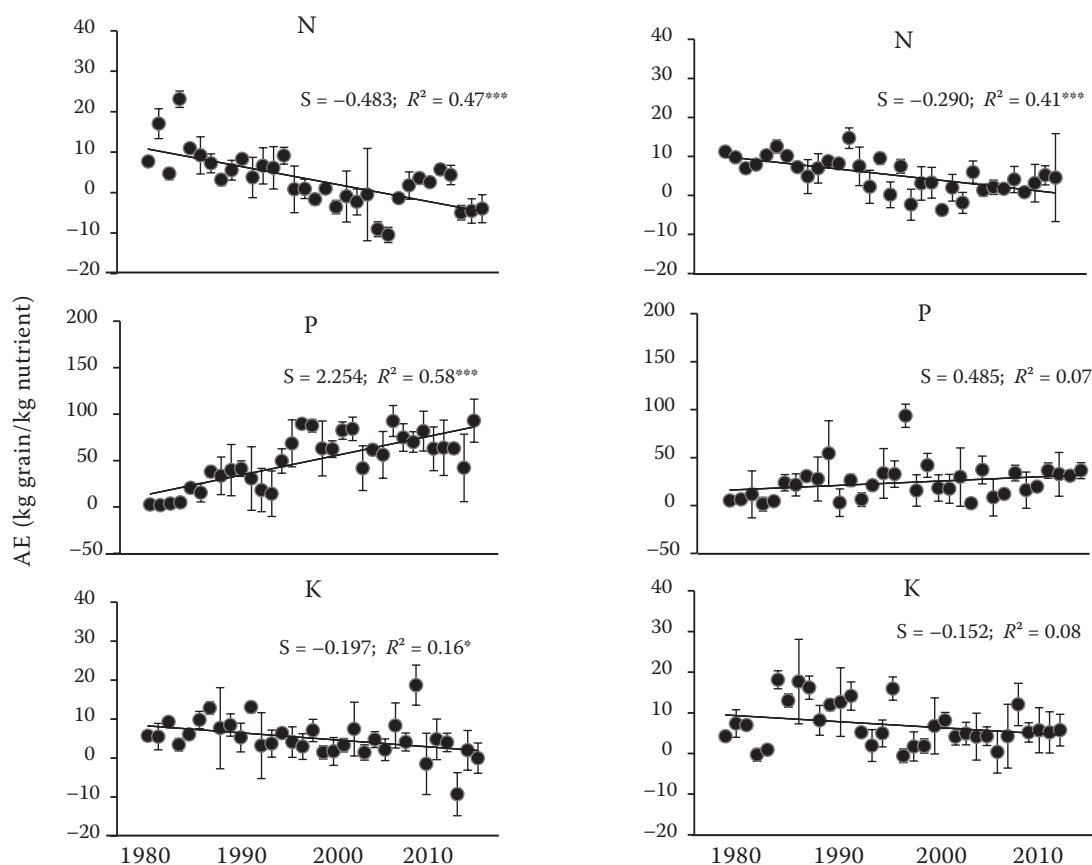 AE (kg grain/kg nutrient)
N
40
30
20
10
0
−10
−20
S = −0.483; R² = 0.47***
N
40
30
20
10
0
−10
−20
S = −0.290; R² = 0.41***
P
200
150
100
50
0
−50
S = 2.254; R² = 0.58***
P
200
150
100
50
0
−50
S = 0.485; R² = 0.07
K
40
30
20
10
0
−10
−20
S = −0.197; R² = 0.16*
1980 1990 2000 2010
K
40
30
20
10
0
−10
−20
S = −0.152; R² = 0.08
1980 1990 2000 2010